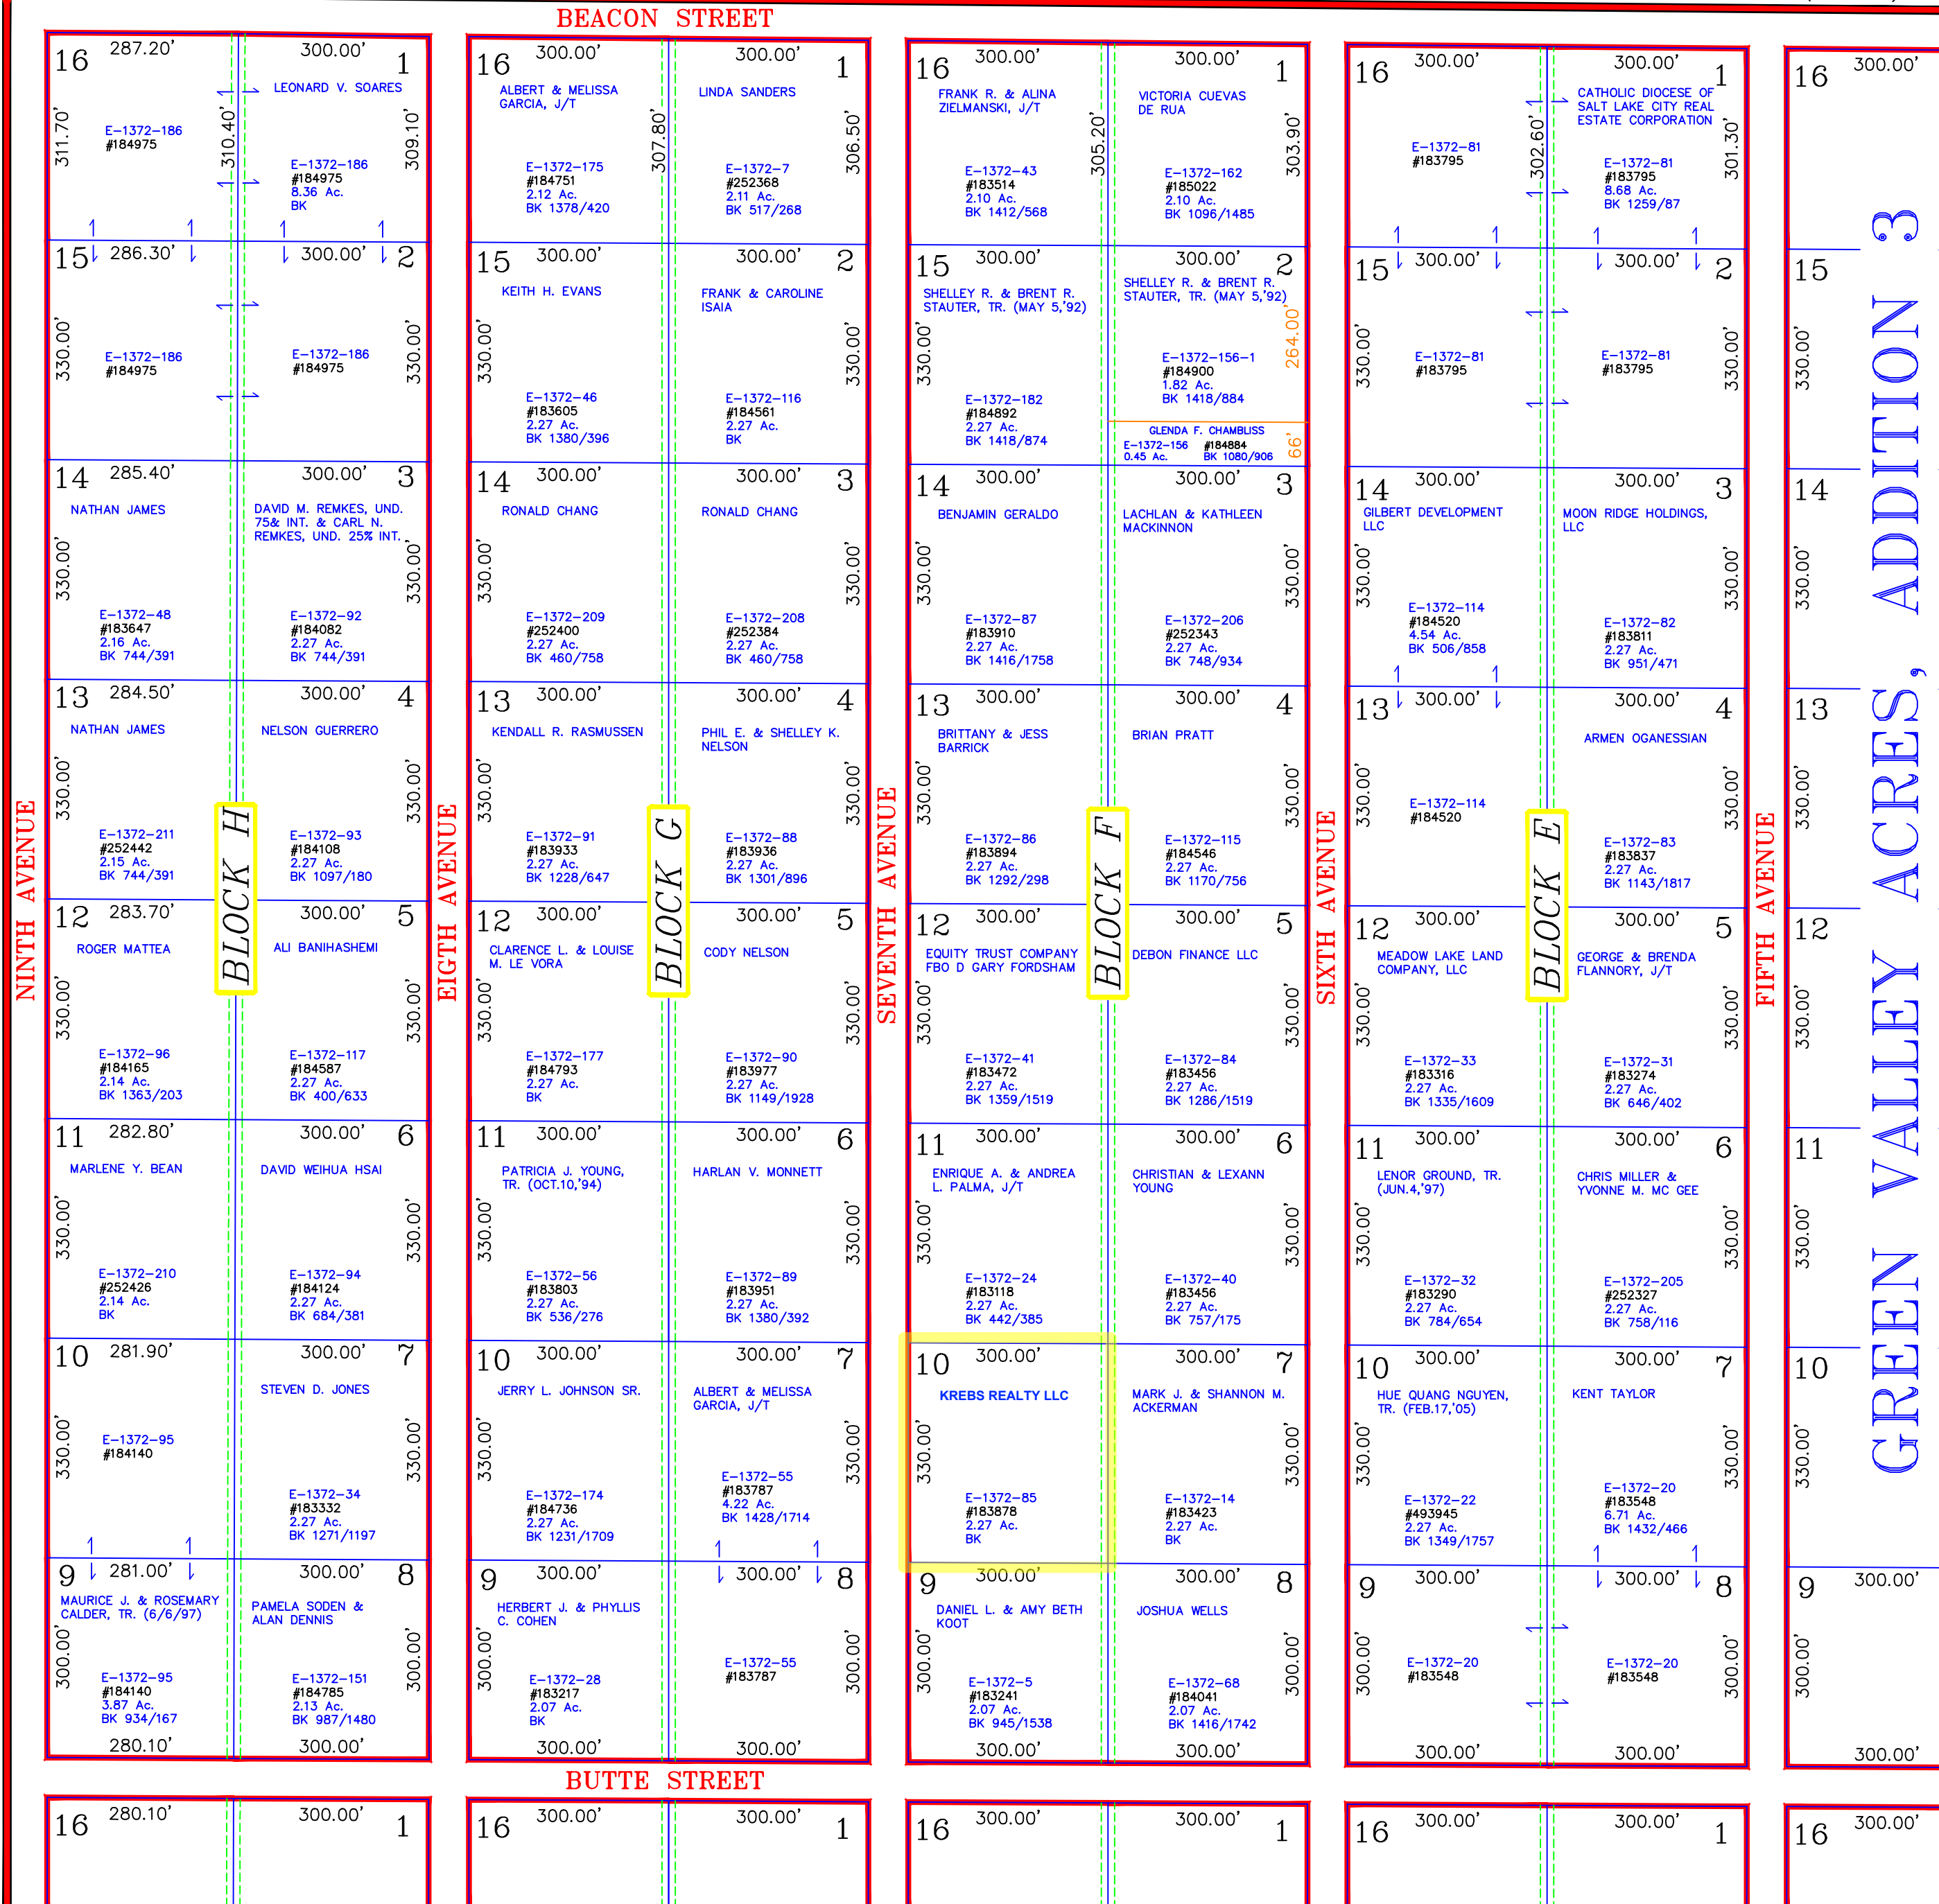 BEACON STREET
NINTH AVENUE
BLOCK H
16
287.20'
311.70'
310.40'
E-1372-186
#184975
300.00'
1
LEONARD V. SOARES
309.10'
E-1372-186
#184975
8.36 Ac.
BK
15
286.30'
330.00'
E-1372-186
#184975
300.00'
2
330.00'
E-1372-186
#184975
14
285.40'
NATHAN JAMES
330.00'
E-1372-48
#183647
2.16 Ac.
BK 744/391
300.00'
3
DAVID M. REMKES, UND.
75& INT. & CARL N.
REMKES, UND. 25% INT.
330.00'
E-1372-92
#184082
2.27 Ac.
BK 744/391
13
284.50'
NATHAN JAMES
330.00'
E-1372-211
#252442
2.15 Ac.
BK 744/391
300.00'
4
NELSON GUERRERO
330.00'
E-1372-93
#184108
2.27 Ac.
BK 1097/180
12
283.70'
ROGER MATTEA
330.00'
E-1372-96
#184165
2.14 Ac.
BK 1363/203
300.00'
5
ALI BANIHASHEMI
330.00'
E-1372-117
#184587
2.27 Ac.
BK 400/633
11
282.80'
MARLENE Y. BEAN
330.00'
E-1372-210
#252426
2.14 Ac.
BK
300.00'
6
DAVID WEIHUA HSAI
330.00'
E-1372-94
#184124
2.27 Ac.
BK 684/381
10
281.90'
330.00'
E-1372-95
#184140
300.00'
7
STEVEN D. JONES
330.00'
E-1372-34
#183332
2.27 Ac.
BK 1271/1197
9
281.00'
MAURICE J. & ROSEMARY
CALDER, TR. (6/6/97)
300.00'
E-1372-95
#184140
3.87 Ac.
BK 934/167
280.10'
300.00'
8
PAMELA SODEN &
ALAN DENNIS
300.00'
E-1372-151
#184785
2.13 Ac.
BK 987/1480
300.00'
EIGTH AVENUE
BLOCK G
16
300.00'
ALBERT & MELISSA
GARCIA, J/T
307.80'
E-1372-175
#184751
2.12 Ac.
BK 1378/420
300.00'
1
LINDA SANDERS
306.50'
E-1372-7
#252368
2.11 Ac.
BK 517/268
15
300.00'
KEITH H. EVANS
330.00'
E-1372-46
#183605
2.27 Ac.
BK 1380/396
300.00'
2
FRANK & CAROLINE
ISAIA
330.00'
E-1372-116
#184561
2.27 Ac.
BK
14
300.00'
RONALD CHANG
330.00'
E-1372-209
#252400
2.27 Ac.
BK 460/758
300.00'
3
RONALD CHANG
330.00'
E-1372-208
#252384
2.27 Ac.
BK 460/758
13
300.00'
KENDALL R. RASMUSSEN
330.00'
E-1372-91
#183933
2.27 Ac.
BK 1228/647
300.00'
4
PHIL E. & SHELLEY K.
NELSON
330.00'
E-1372-88
#183936
2.27 Ac.
BK 1301/896
12
300.00'
CLARENCE L. & LOUISE
M. LE VORA
330.00'
E-1372-177
#184793
2.27 Ac.
BK
300.00'
5
CODY NELSON
330.00'
E-1372-90
#183977
2.27 Ac.
BK 1149/1928
11
300.00'
PATRICIA J. YOUNG,
TR. (OCT.10,'94)
330.00'
E-1372-56
#183803
2.27 Ac.
BK 536/276
300.00'
6
HARLAN V. MONNETT
330.00'
E-1372-89
#183951
2.27 Ac.
BK 1380/392
10
300.00'
JERRY L. JOHNSON SR.
330.00'
E-1372-174
#184736
2.27 Ac.
BK 1231/1709
300.00'
7
ALBERT & MELISSA
GARCIA, J/T
330.00'
E-1372-55
#183787
4.22 Ac.
BK 1428/1714
9
300.00'
HERBERT J. & PHYLLIS
C. COHEN
300.00'
E-1372-28
#183217
2.07 Ac.
BK
300.00'
300.00'
8
300.00'
E-1372-55
#183787
300.00'
SEVENTH AVENUE
BLOCK F
16
300.00'
FRANK R. & ALINA
ZIELMANSKI, J/T
305.20'
E-1372-43
#183514
2.10 Ac.
BK 1412/568
300.00'
1
VICTORIA CUEVAS
DE RUA
303.90'
E-1372-162
#185022
2.10 Ac.
BK 1096/1485
15
300.00'
SHELLEY R. & BRENT R.
STAUTER, TR. (MAY 5,'92)
330.00'
E-1372-182
#184892
2.27 Ac.
BK 1418/874
300.00'
2
SHELLEY R. & BRENT R.
STAUTER, TR. (MAY 5,'92)
264.00'
E-1372-156-1
#184900
1.82 Ac.
BK 1418/884
GLENDA F. CHAMBLISS
E-1372-156 #184884
0.45 Ac. BK 1080/906
66'
14
300.00'
BENJAMIN GERALDO
330.00'
E-1372-87
#183910
2.27 Ac.
BK 1416/1758
300.00'
3
LACHLAN & KATHLEEN
MACKINNON
330.00'
E-1372-206
#252343
2.27 Ac.
BK 748/934
13
300.00'
BRITTANY & JESS
BARRICK
330.00'
E-1372-86
#183894
2.27 Ac.
BK 1292/298
300.00'
4
BRIAN PRATT
330.00'
E-1372-115
#184546
2.27 Ac.
BK 1170/756
12
300.00'
EQUITY TRUST COMPANY
FBO D GARY FORDSHAM
330.00'
E-1372-41
#183472
2.27 Ac.
BK 1359/1519
300.00'
5
DEBON FINANCE LLC
330.00'
E-1372-84
#183456
2.27 Ac.
BK 1286/1519
11
300.00'
ENRIQUE A. & ANDREA
L. PALMA, J/T
330.00'
E-1372-24
#183118
2.27 Ac.
BK 442/385
300.00'
6
CHRISTIAN & LEXANN
YOUNG
330.00'
E-1372-40
#183456
2.27 Ac.
BK 757/175
10
300.00'
KREBS REALTY LLC
330.00'
E-1372-85
#183878
2.27 Ac.
BK
300.00'
7
MARK J. & SHANNON M.
ACKERMAN
330.00'
E-1372-14
#183423
2.27 Ac.
BK
9
300.00'
DANIEL L. & AMY BETH
KOOT
300.00'
E-1372-5
#183241
2.07 Ac.
BK 945/1538
300.00'
300.00'
8
JOSHUA WELLS
300.00'
E-1372-68
#184041
2.07 Ac.
BK 1416/1742
300.00'
SIXTH AVENUE
BLOCK E
16
300.00'
302.60'
E-1372-81
#183795
300.00'
1
CATHOLIC DIOCESE OF
SALT LAKE CITY REAL
ESTATE CORPORATION
301.30'
E-1372-81
#183795
8.68 Ac.
BK 1259/87
15
300.00'
330.00'
E-1372-81
#183795
300.00'
2
330.00'
E-1372-81
#183795
14
300.00'
GILBERT DEVELOPMENT
LLC
330.00'
E-1372-114
#184520
4.54 Ac.
BK 506/858
300.00'
3
MOON RIDGE HOLDINGS,
LLC
330.00'
E-1372-82
#183811
2.27 Ac.
BK 951/471
13
300.00'
330.00'
E-1372-114
#184520
300.00'
4
ARMEN OGANESSIAN
330.00'
E-1372-83
#183837
2.27 Ac.
BK 1143/1817
12
300.00'
MEADOW LAKE LAND
COMPANY, LLC
330.00'
E-1372-33
#183316
2.27 Ac.
BK 1335/1609
300.00'
5
GEORGE & BRENDA
FLANNORY, J/T
330.00'
E-1372-31
#183274
2.27 Ac.
BK 646/402
11
300.00'
LENOR GROUND, TR.
(JUN.4,'97)
330.00'
E-1372-32
#183290
2.27 Ac.
BK 784/654
300.00'
6
CHRIS MILLER &
YVONNE M. MC GEE
330.00'
E-1372-205
#252327
2.27 Ac.
BK 758/116
10
300.00'
HUE QUANG NGUYEN,
TR. (FEB.17,'05)
330.00'
E-1372-22
#493945
2.27 Ac.
BK 1349/1757
300.00'
7
KENT TAYLOR
330.00'
E-1372-20
#183548
6.71 Ac.
BK 1432/466
9
300.00'
300.00'
E-1372-20
#183548
300.00'
300.00'
8
300.00'
E-1372-20
#183548
300.00'
FIFTH AVENUE
16
300.00'
15
330.00'
14
330.00'
13
330.00'
12
330.00'
11
330.00'
10
330.00'
9
300.00'
300.00'
300.00'
GREEN VALLEY ACRES, ADDITION 3
BUTTE STREET
16
280.10'
300.00'
1
16
300.00'
300.00'
1
16
300.00'
300.00'
1
16
300.00'
300.00'
1
16
300.00'